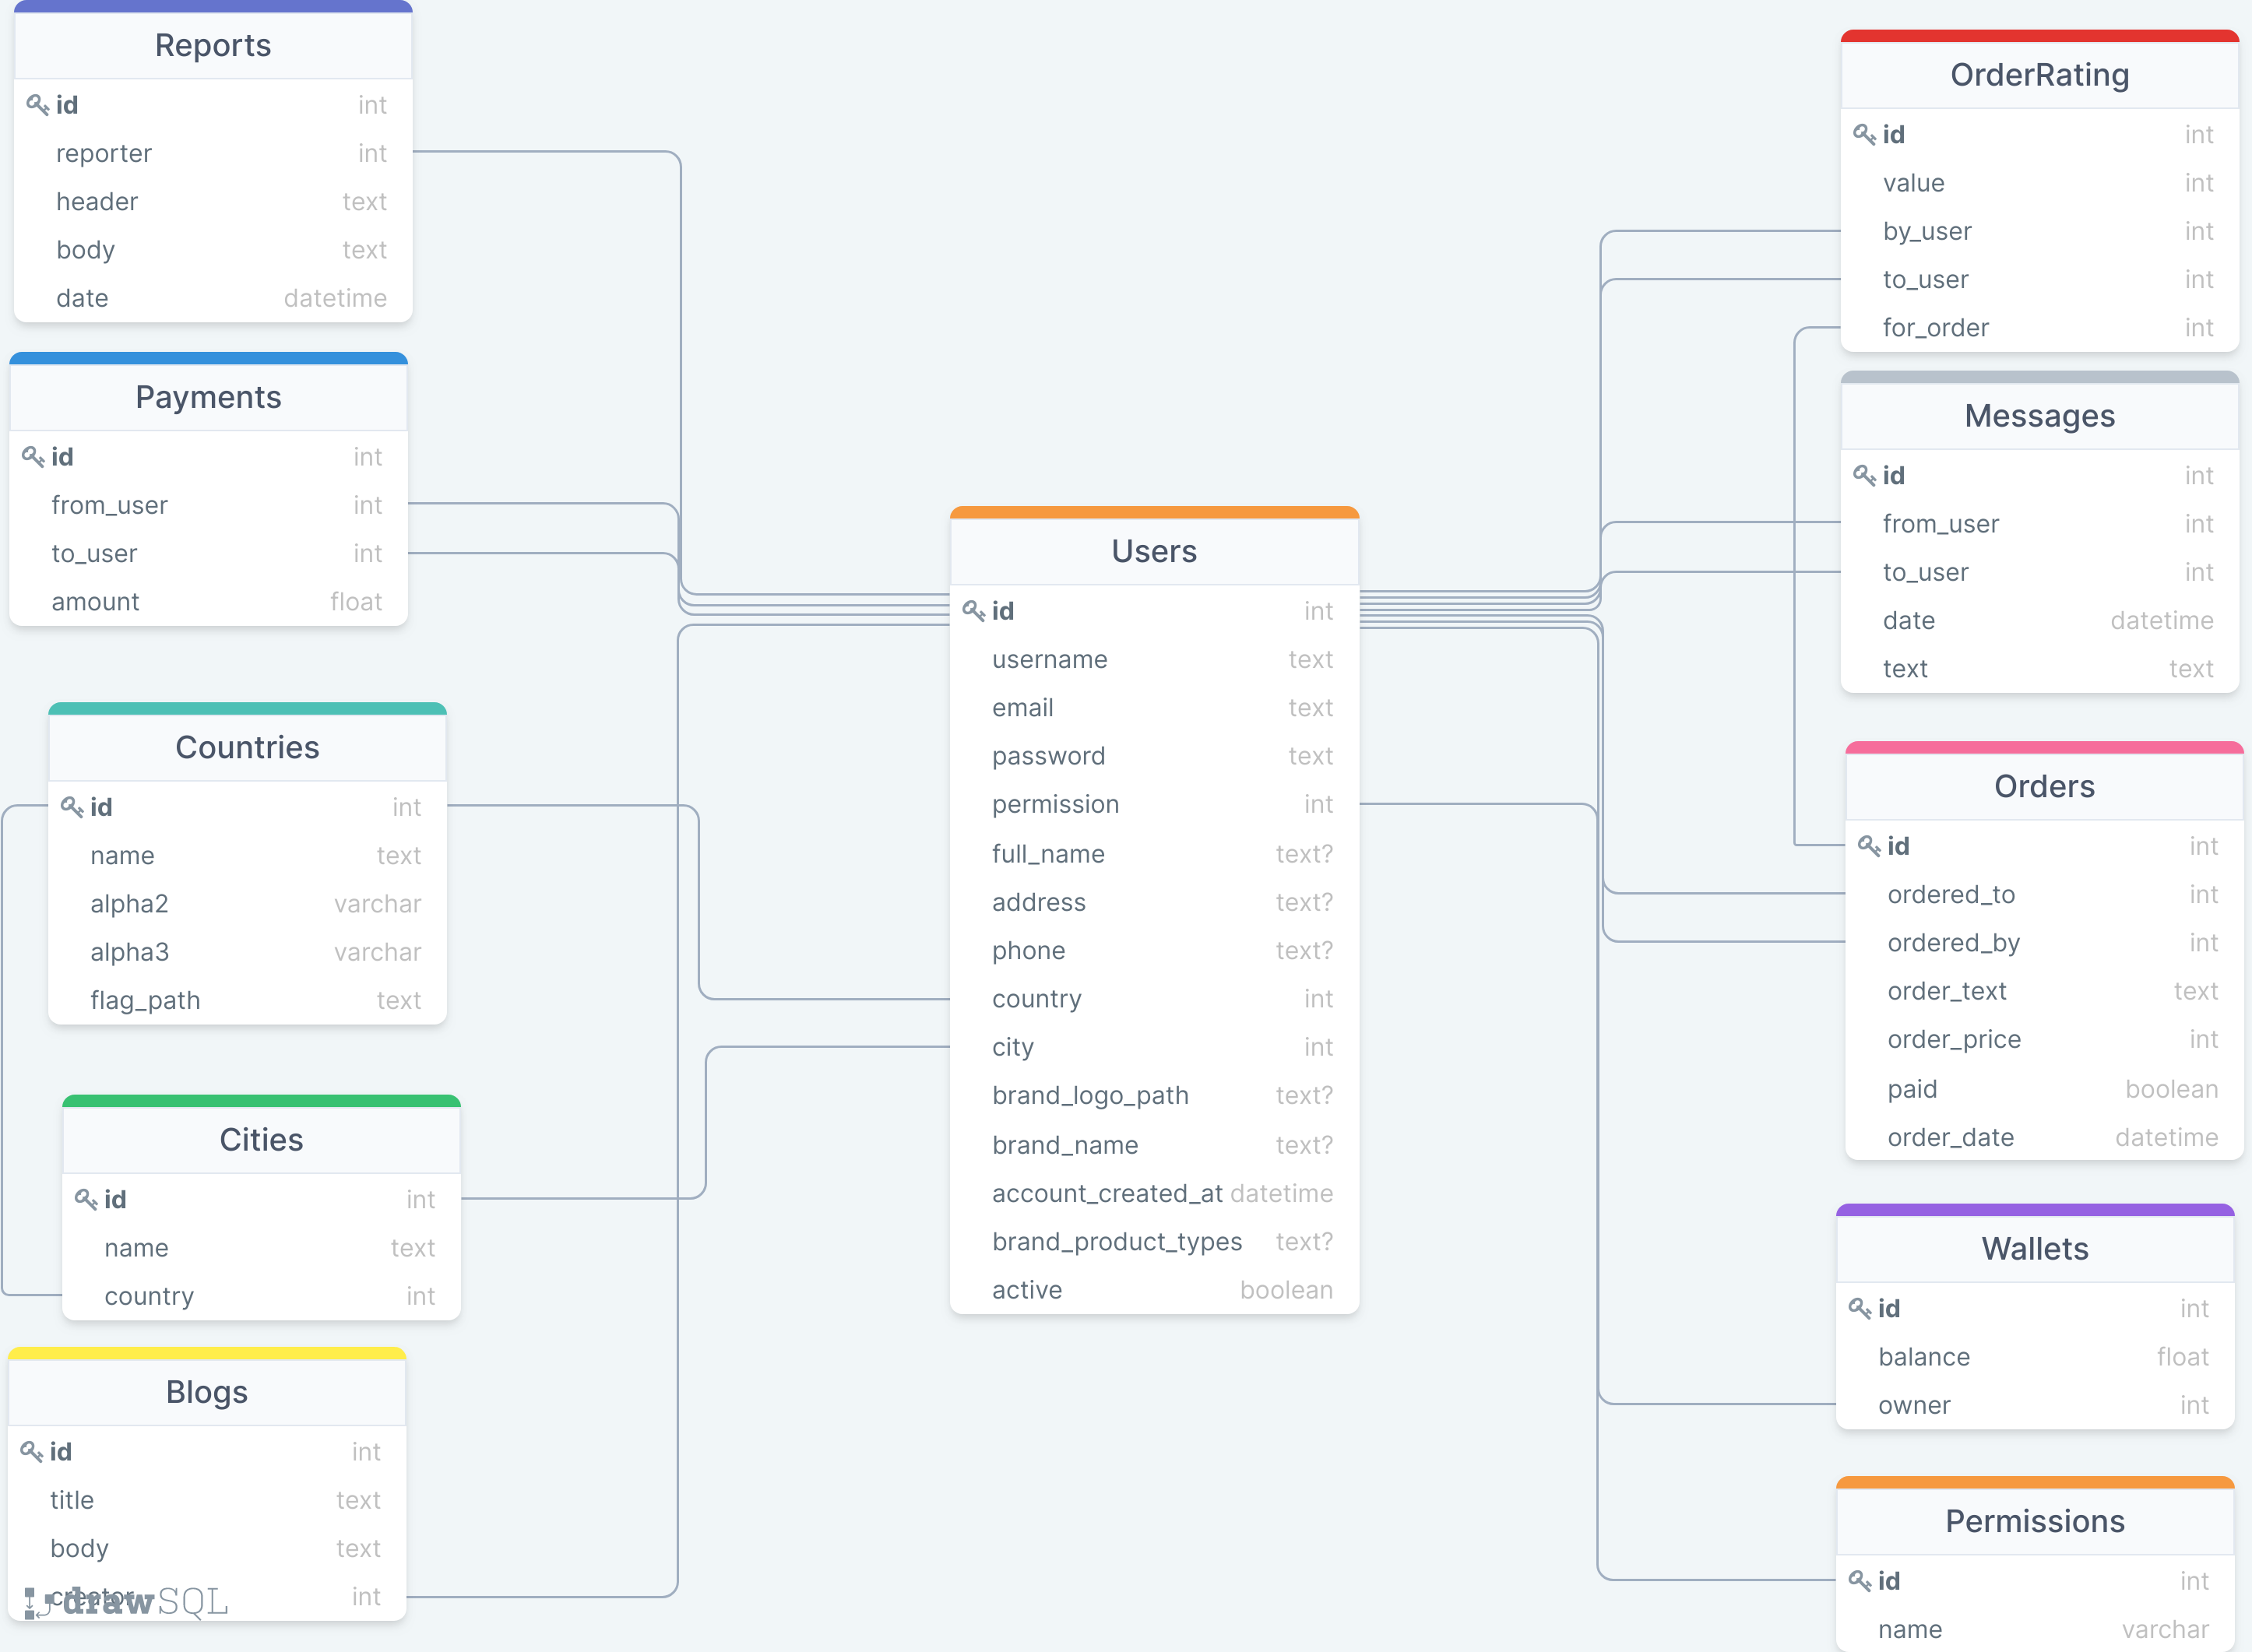 Reports
id int
reporter int
header text
body text
date datetime
Payments
id int
from_user int
to_user int
amount float
Countries
id int
name text
alpha2 varchar
alpha3 varchar
flag_path text
Cities
id int
name text
country int
Blogs
id int
title text
body text
creator int
drawSQL
Users
id int
username text
email text
password text
permission int
full_name text?
address text?
phone text?
country int
city int
brand_logo_path text?
brand_name text?
account_created_at datetime
brand_product_types text?
active boolean
OrderRating
id int
value int
by_user int
to_user int
for_order int
Messages
id int
from_user int
to_user int
date datetime
text text
Orders
id int
ordered_to int
ordered_by int
order_text text
order_price int
paid boolean
order_date datetime
Wallets
id int
balance float
owner int
Permissions
id int
name varchar